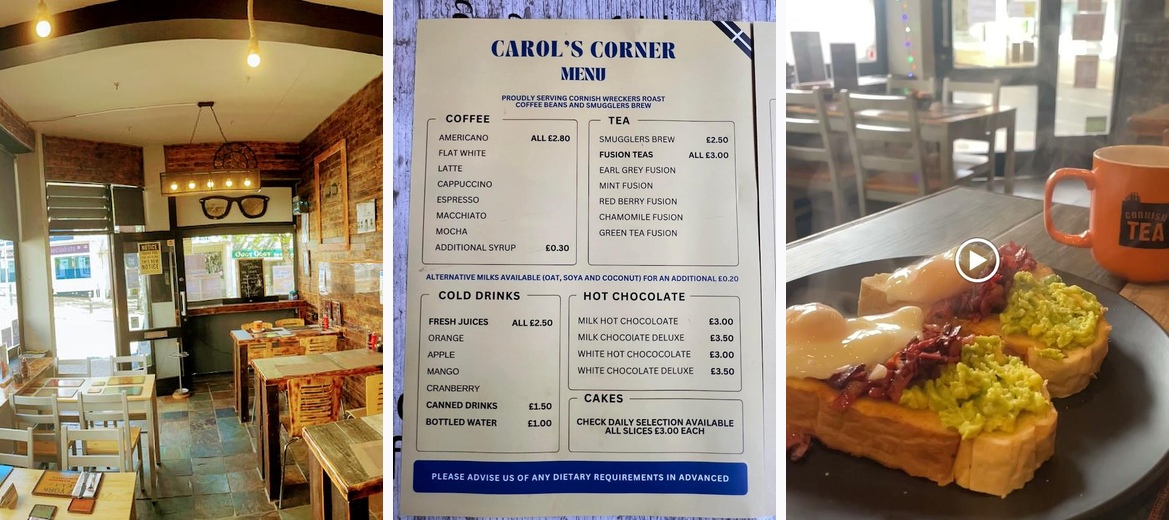 NOTICE
CAROL'S CORNER
MENU
PROUDLY SERVING CORNISH WRECKERS ROAST
COFFEE BEANS AND SMUGGLERS BREW
COFFEE
AMERICANO ALL £2.80
FLAT WHITE
LATTE
CAPPUCCINO
ESPRESSO
MACCHIATO
MOCHA
ADDITIONAL SYRUP £0.30
TEA
SMUGGLERS BREW £2.50
FUSION TEAS ALL £3.00
EARL GREY FUSION
MINT FUSION
RED BERRY FUSION
CHAMOMILE FUSION
GREEN TEA FUSION
ALTERNATIVE MILKS AVAILABLE (OAT, SOYA AND COCONUT) FOR AN ADDITIONAL £0.20
COLD DRINKS
FRESH JUICES ALL £2.50
ORANGE
APPLE
MANGO
CRANBERRY
CANNED DRINKS £1.50
BOTTLED WATER £1.00
HOT CHOCOLATE
MILK HOT CHOCOLOATE £3.00
MILK CHOCOLATE DELUXE £3.50
WHITE HOT CHOCOCOLATE £3.00
WHITE CHOCOLATE DELUXE £3.50
CAKES
CHECK DAILY SELECTION AVAILABLE
ALL SLICES £3.00 EACH
PLEASE ADVISE US OF ANY DIETARY REQUIREMENTS IN ADVANCED
CORNISH
TEA